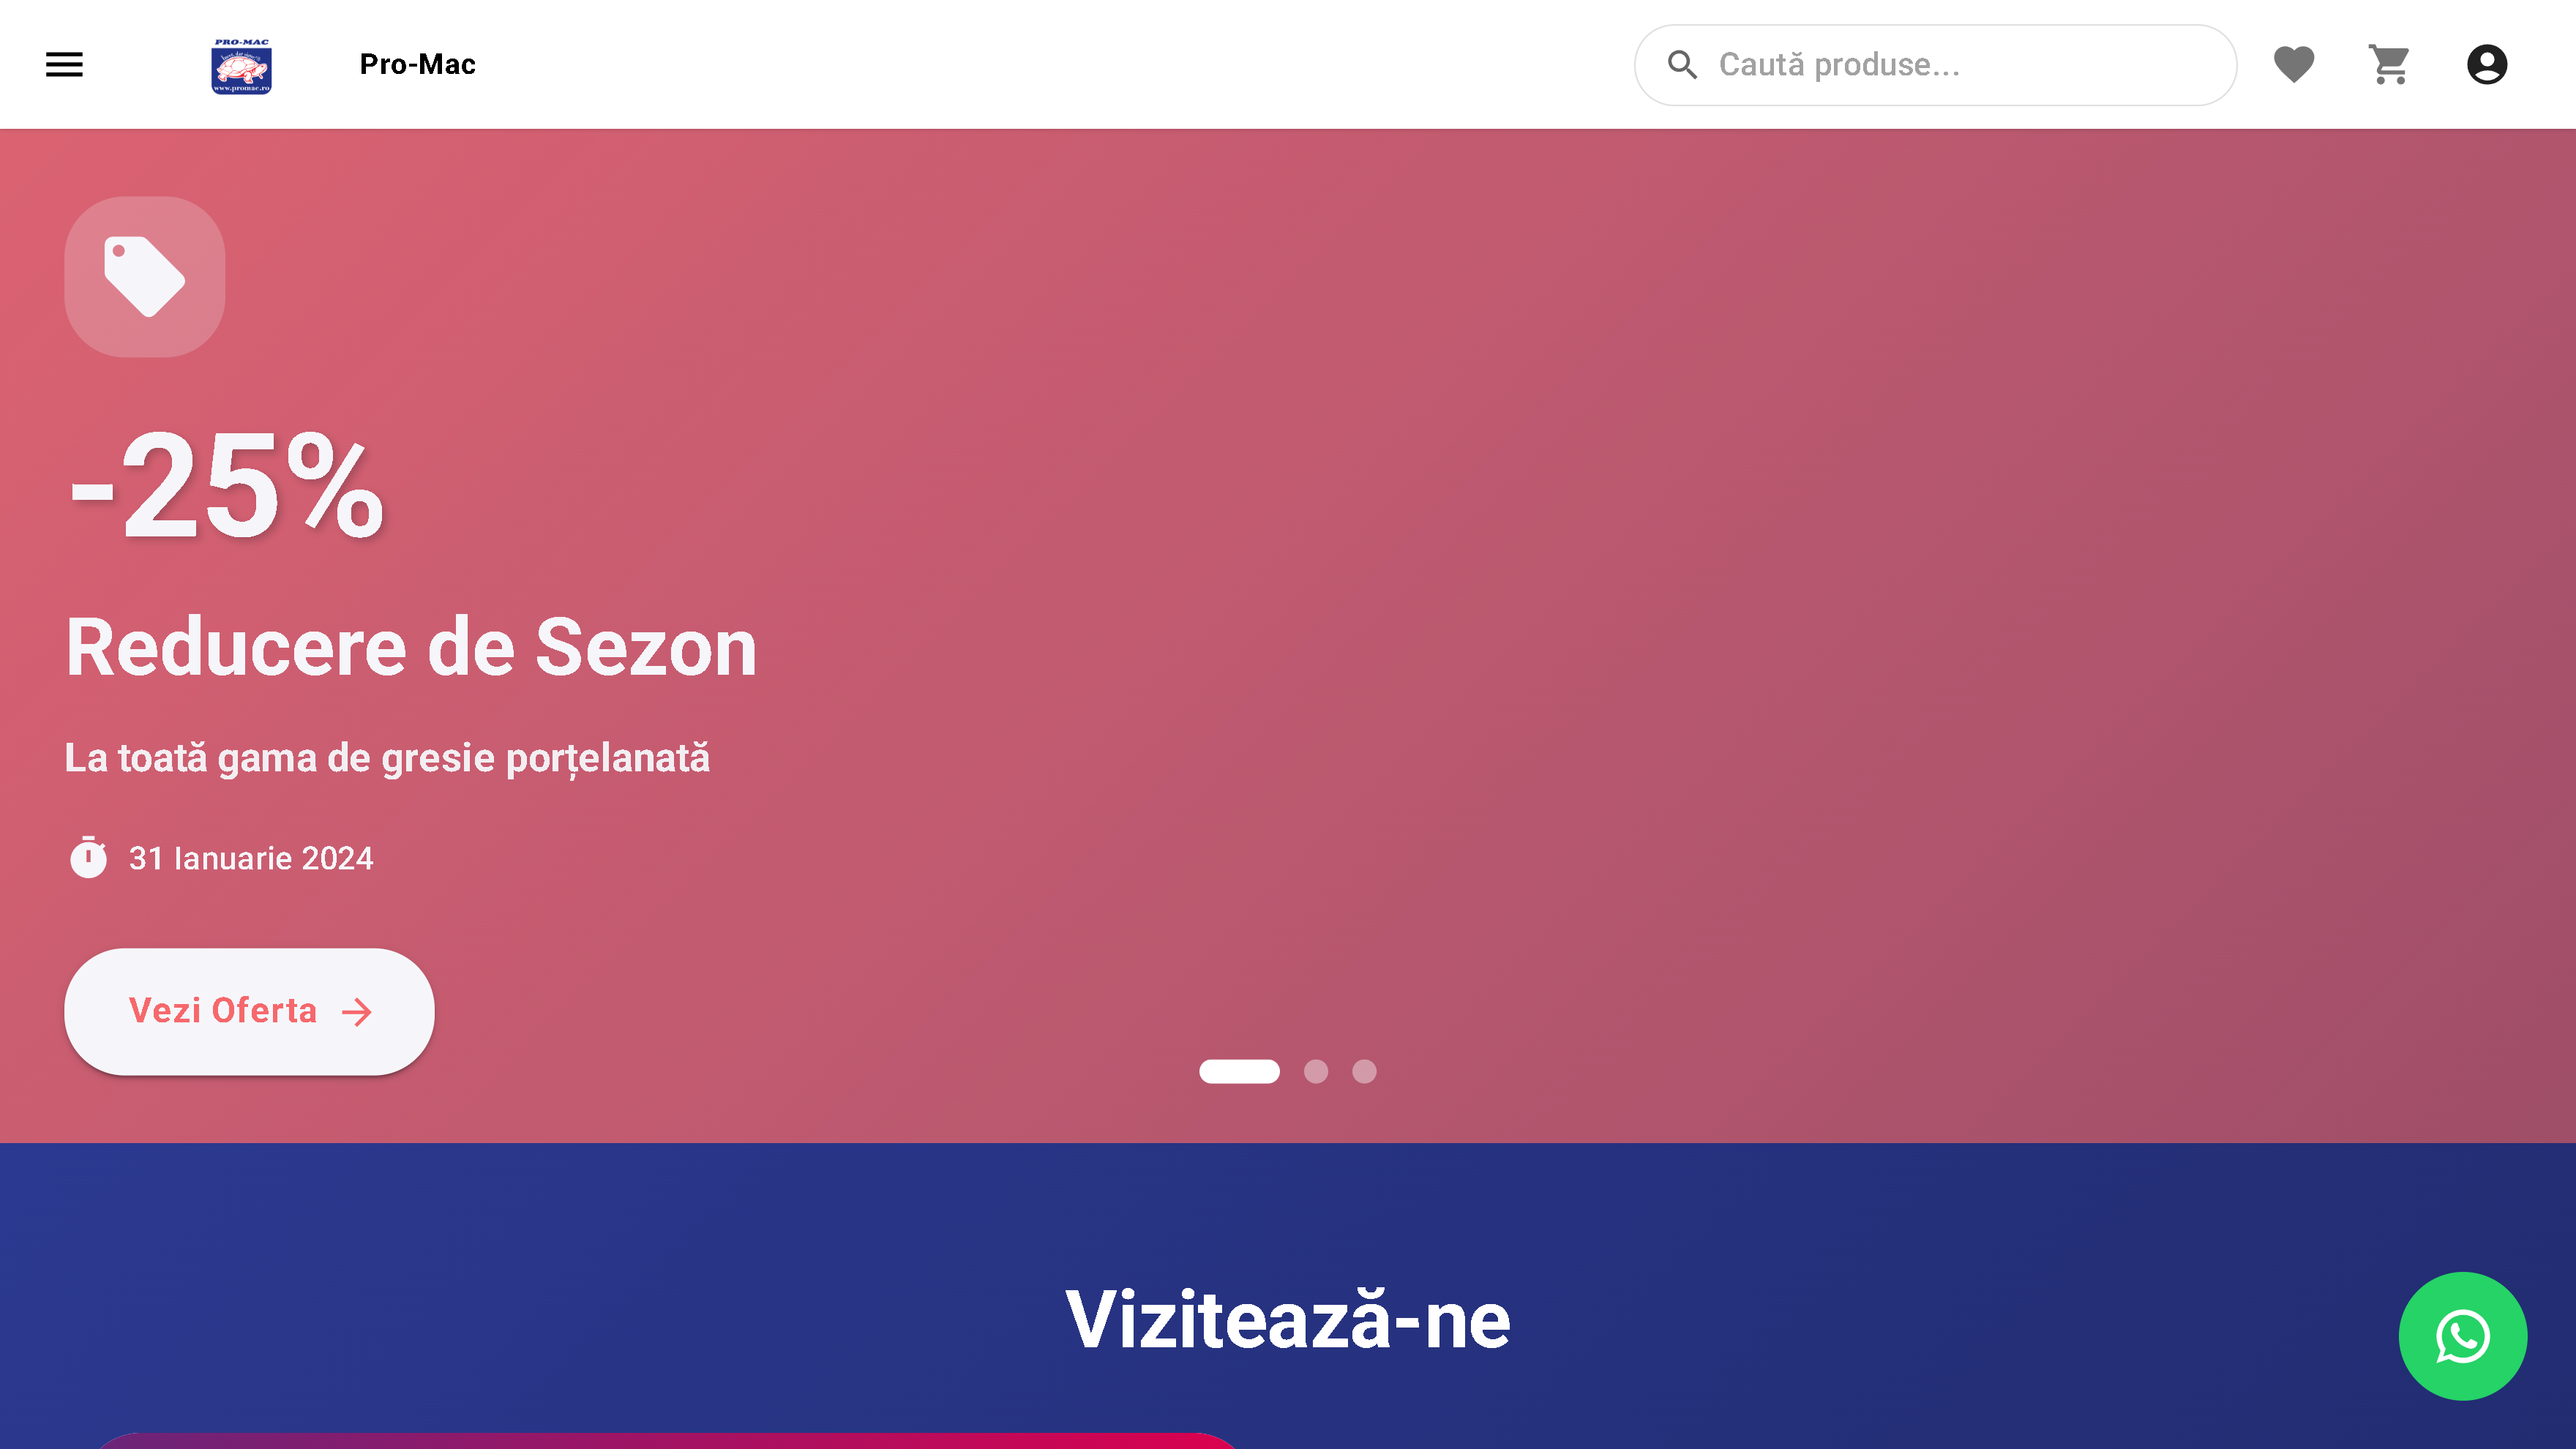 PRO-MAC
www.promac.ro
Pro-Mac
Caută produse...
-25%
Reducere de Sezon
La toată gama de gresie porțelanată
31 Ianuarie 2024
Vezi Oferta
Vizitează-ne